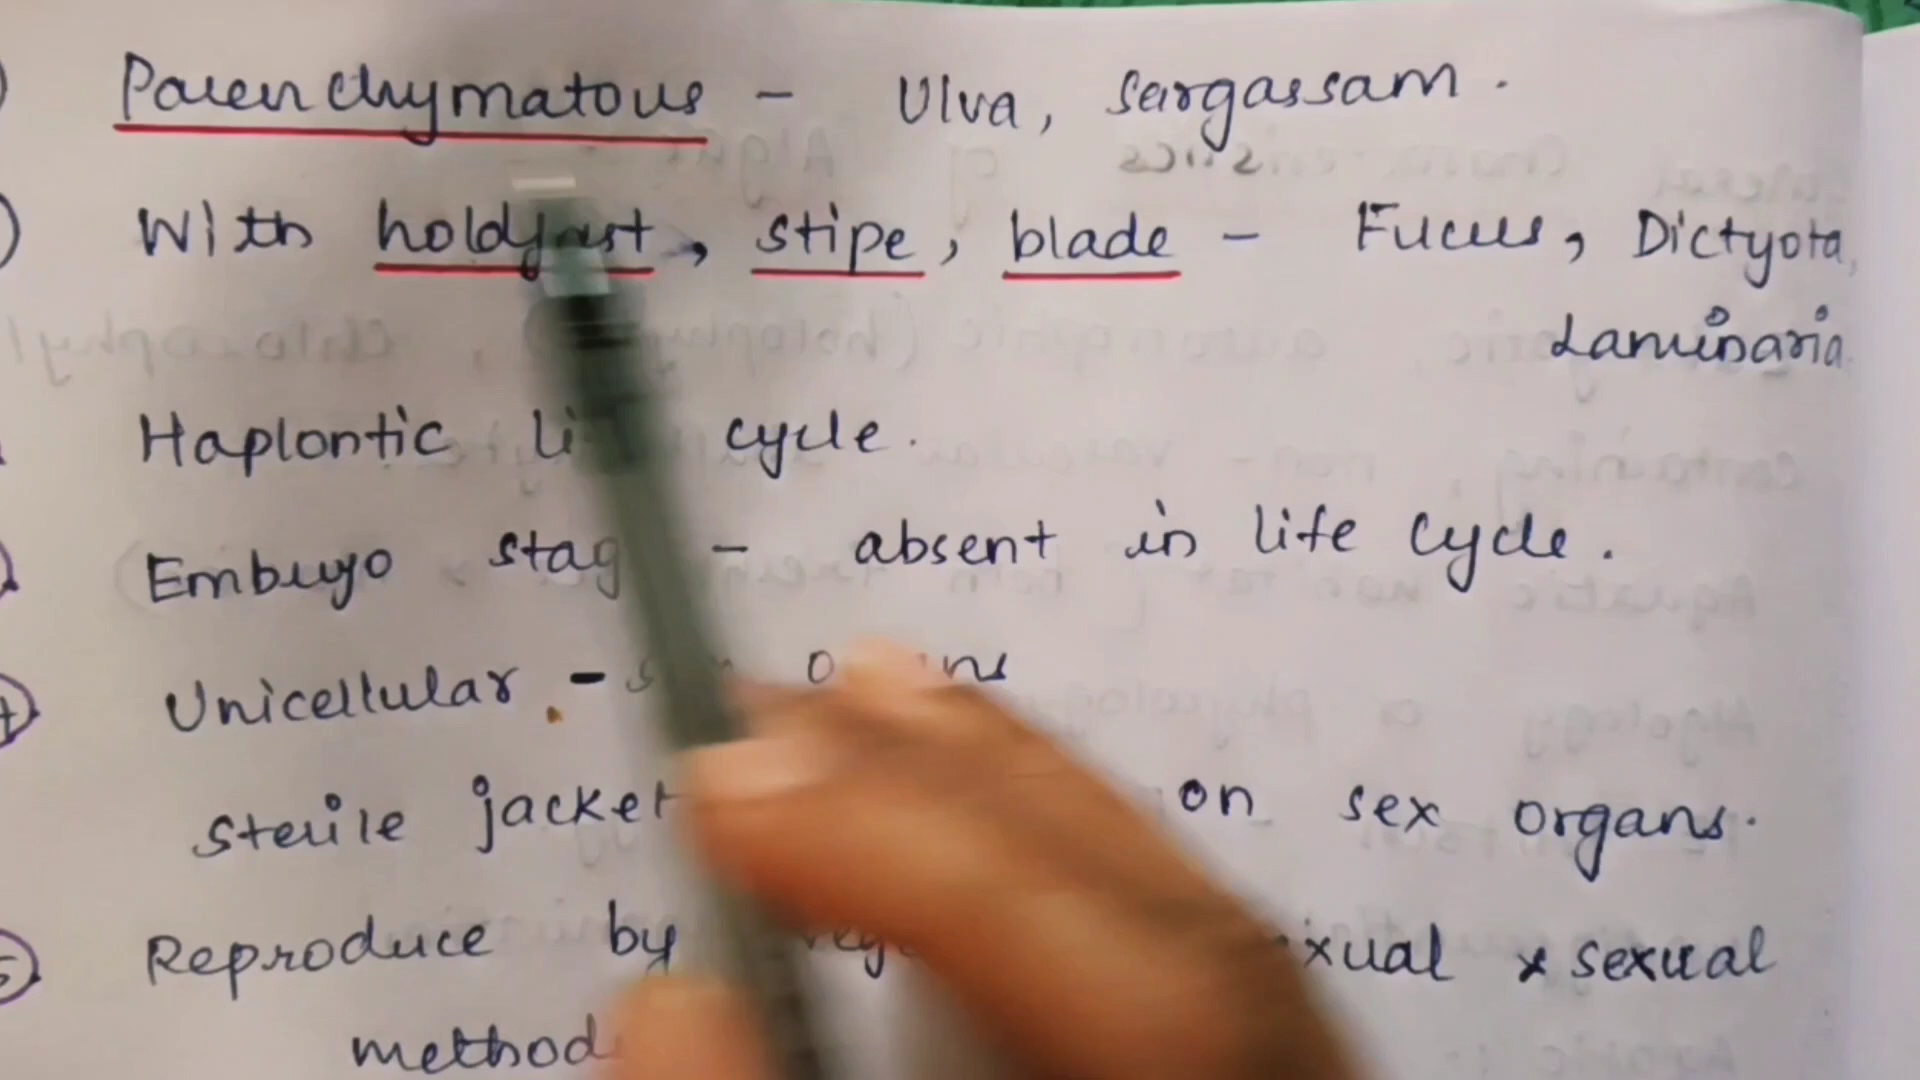 Parenchymatous - Ulva, Sargassam.
With holdfast, stipe, blade - Fucus, Dictyota,
Laminaria
Haplontic cycle.
Embryo - absent in life cycle.
Unicellular -
sterile jacket on sex organs.
Reproduce by x sexual
method